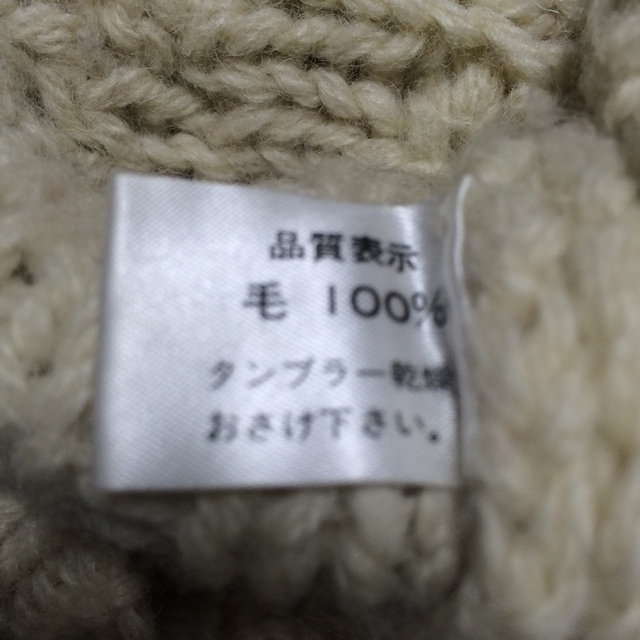 品質表示
毛 100%
タンブラー乾燥
おさけ下さい。